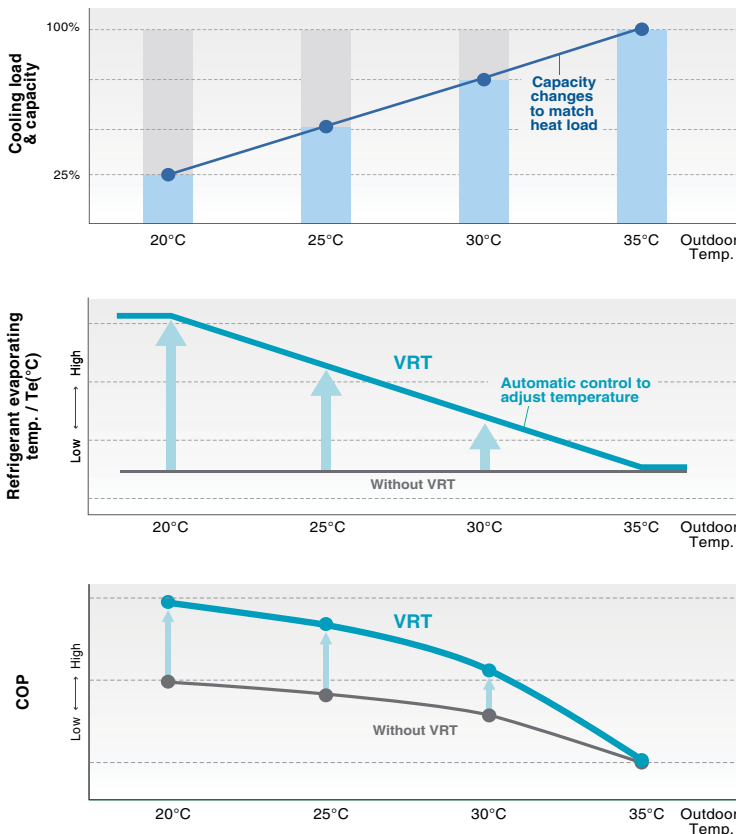 Cooling load
& capacity
100%
25%
Capacity
changes
to match
heat load
20°C 25°C 30°C 35°C Outdoor
Temp.
Refrigerant evaporating
temp. / Te(°C)
Low ←→ High
VRT
Automatic control to
adjust temperature
Without VRT
20°C 25°C 30°C 35°C Outdoor
Temp.
COP
Low ←→ High
VRT
Without VRT
20°C 25°C 30°C 35°C Outdoor
Temp.